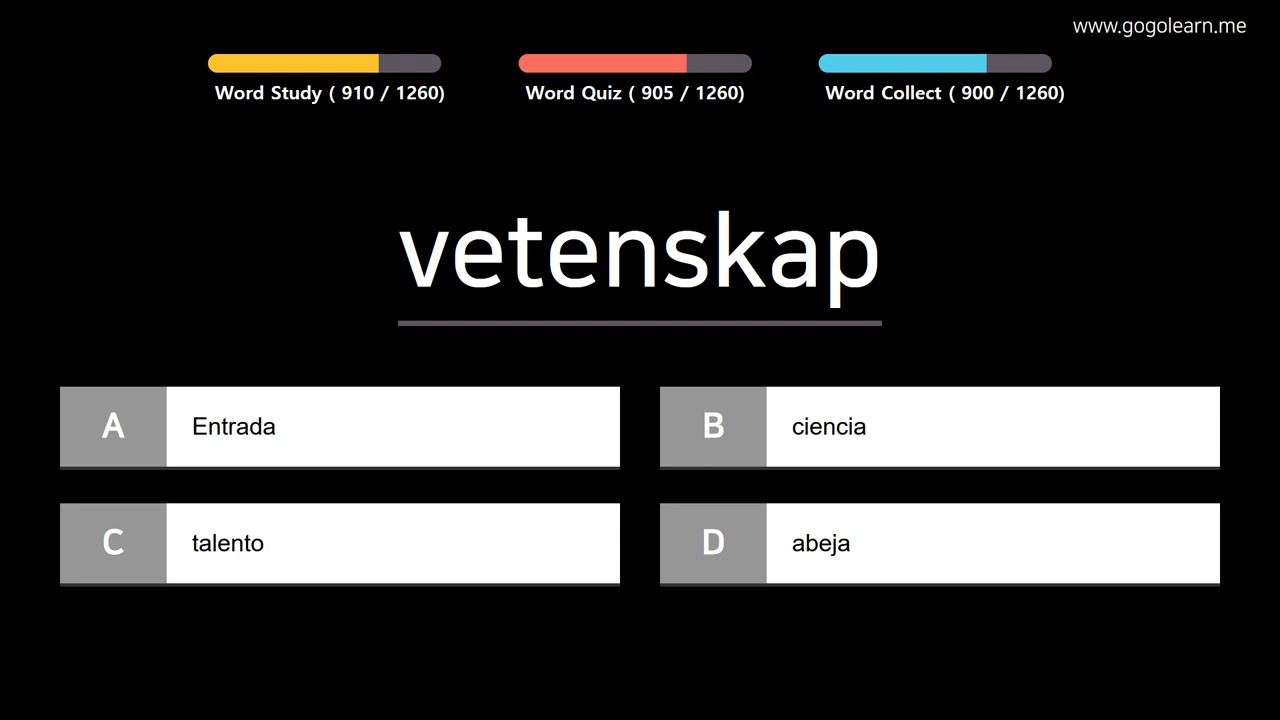 www.gogolearn.me
Word Study ( 910 / 1260)
Word Quiz ( 905 / 1260)
Word Collect ( 900 / 1260)
vetenskap
A Entrada
B ciencia
C talento
D abeja